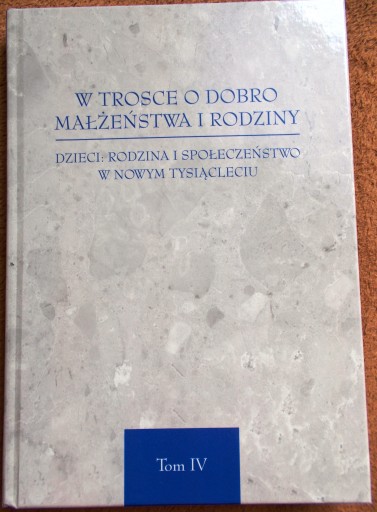 W TROSCE O DOBRO
MAŁŻEŃSTWA I RODZINY
DZIECI: RODZINA I SPOŁECZEŃSTWO
W NOWYM TYSIĄCLECIU
Tom IV